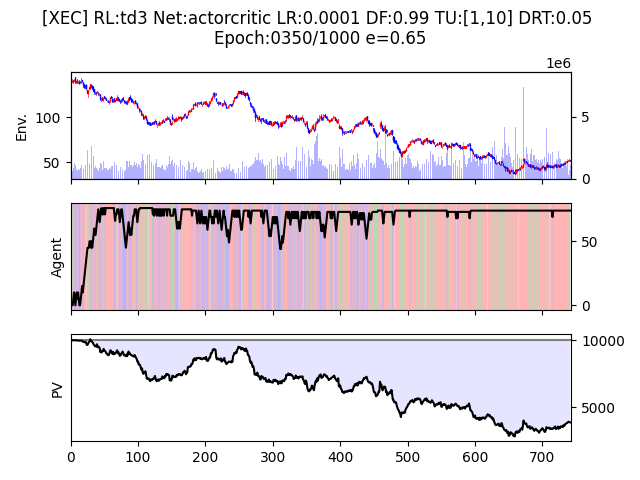 [XEC] RL:td3 Net:actorcritic LR:0.0001 DF:0.99 TU:[1,10] DRT:0.05
Epoch:0350/1000 e=0.65
1e6
Env.
100
50
5
0
Agent
50
0
PV
10000
5000
0 100 200 300 400 500 600 700